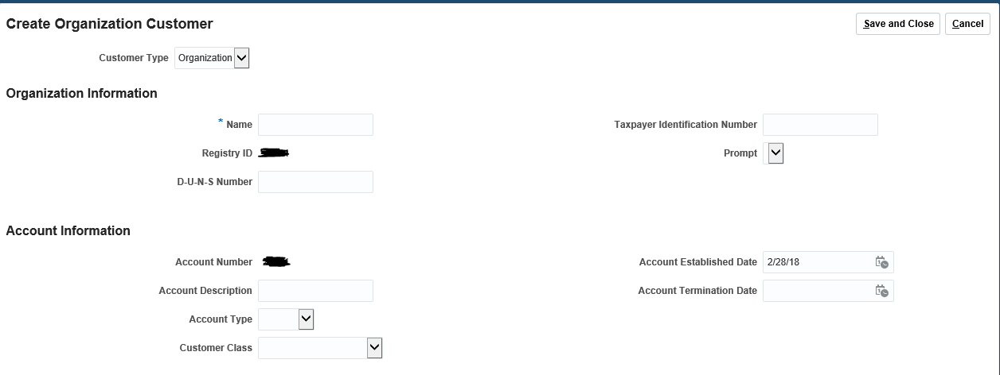 Create Organization Customer
Save and Close Cancel
Customer Type Organization
Organization Information
* Name Taxpayer Identification Number
Registry ID Prompt
D-U-N-S Number
Account Information
Account Number Account Established Date 2/28/18
Account Description Account Termination Date
Account Type
Customer Class